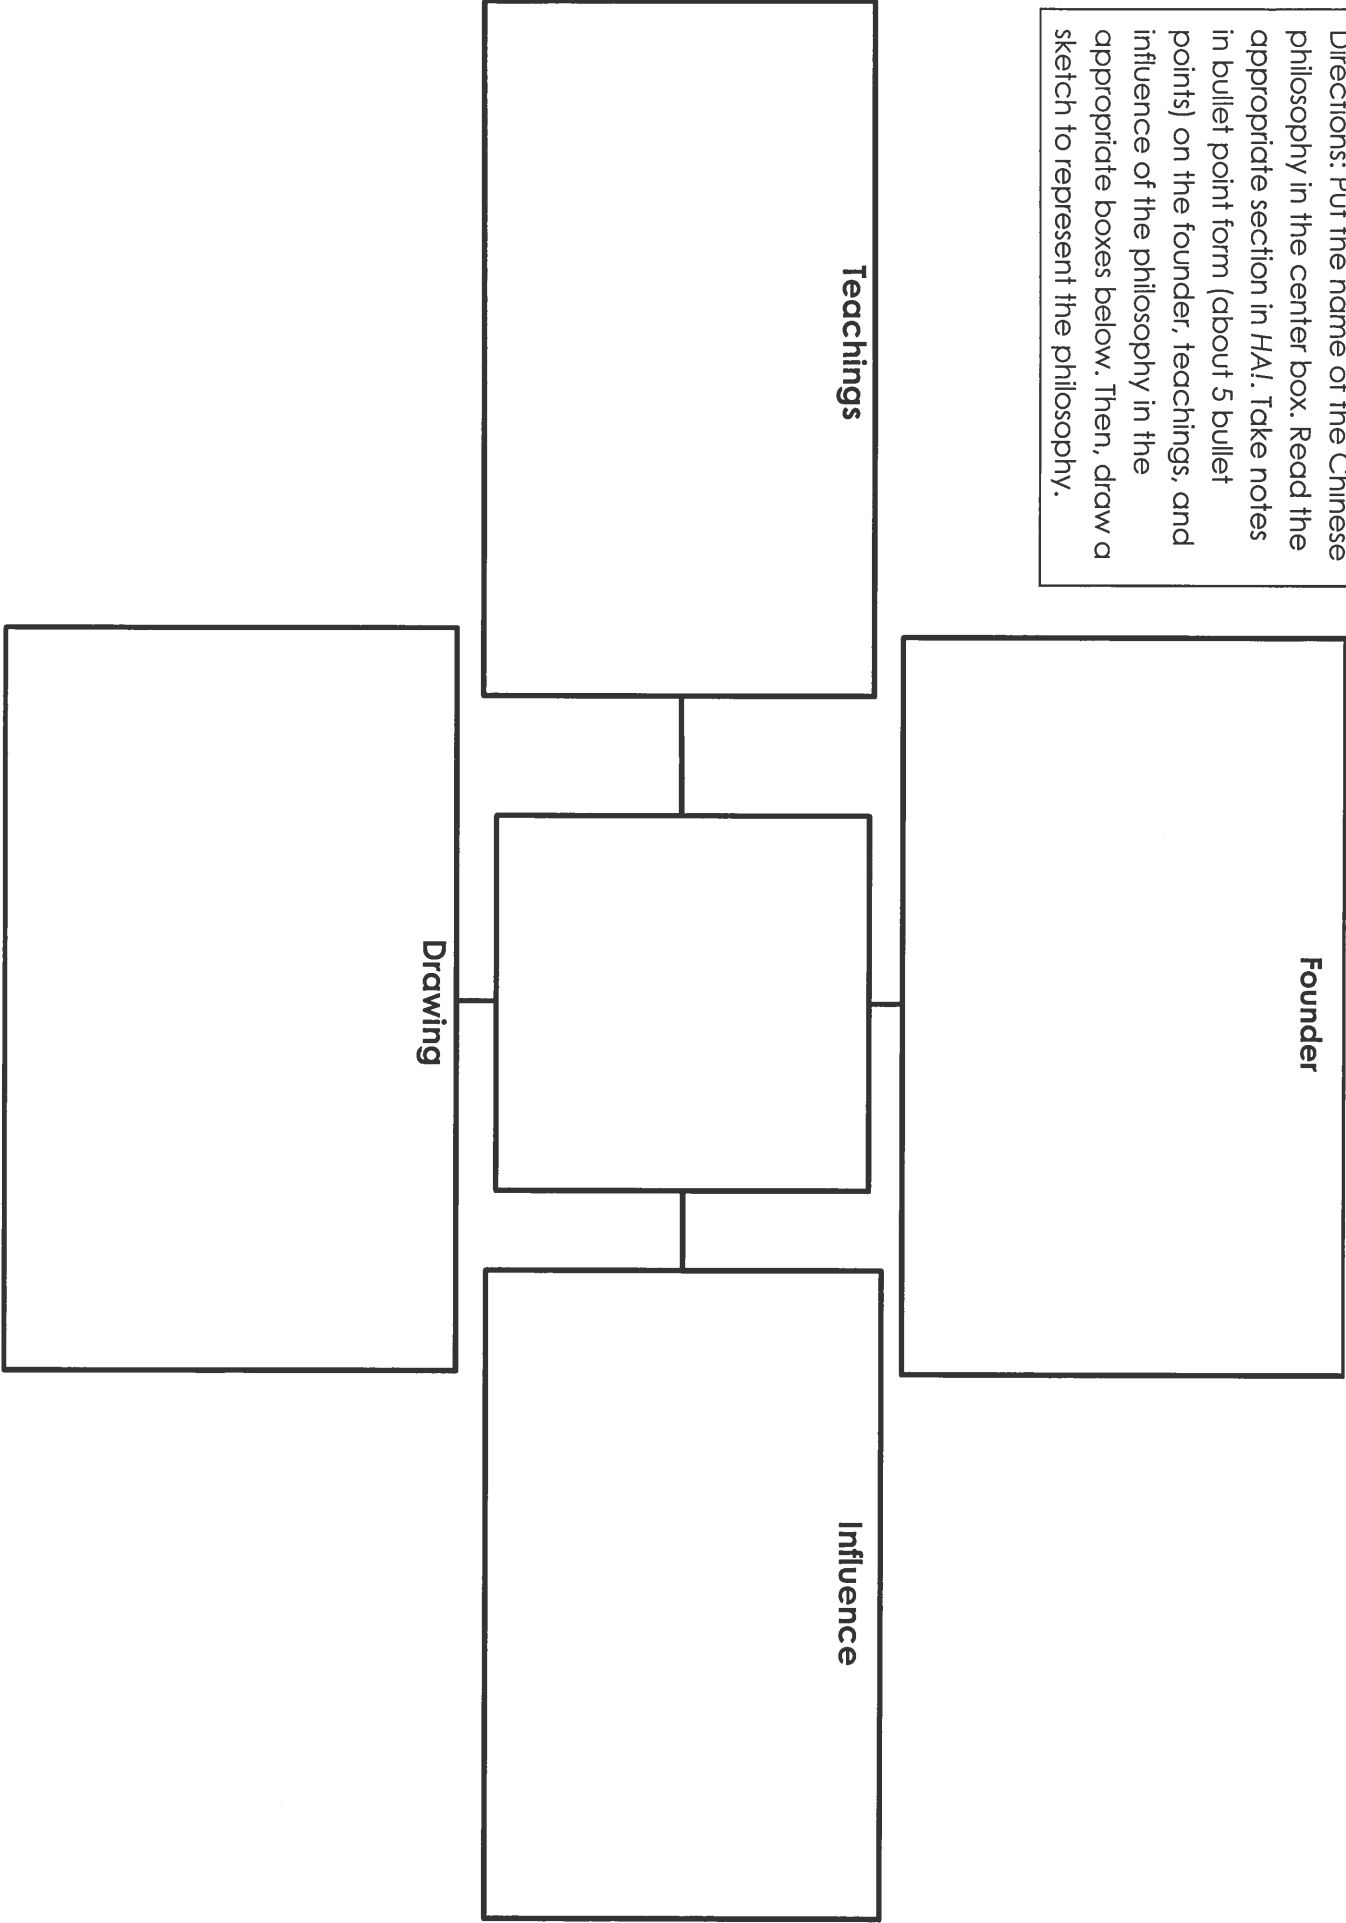 Directions: Put the name of the Chinese
philosophy in the center box. Read the
appropriate section in HA!. Take notes
in bullet point form (about 5 bullet
points) on the founder, teachings, and
influence of the philosophy in the
appropriate boxes below. Then, draw a
sketch to represent the philosophy.
Founder
Teachings
Influence
Drawing